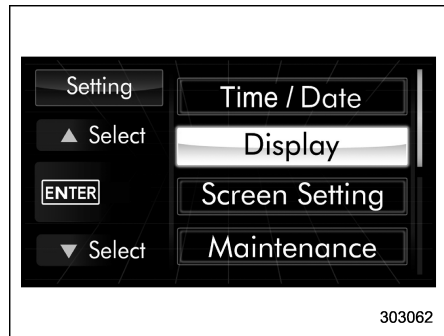 Setting
▲ Select
ENTER
▼ Select
Time / Date
Display
Screen Setting
Maintenance
303062